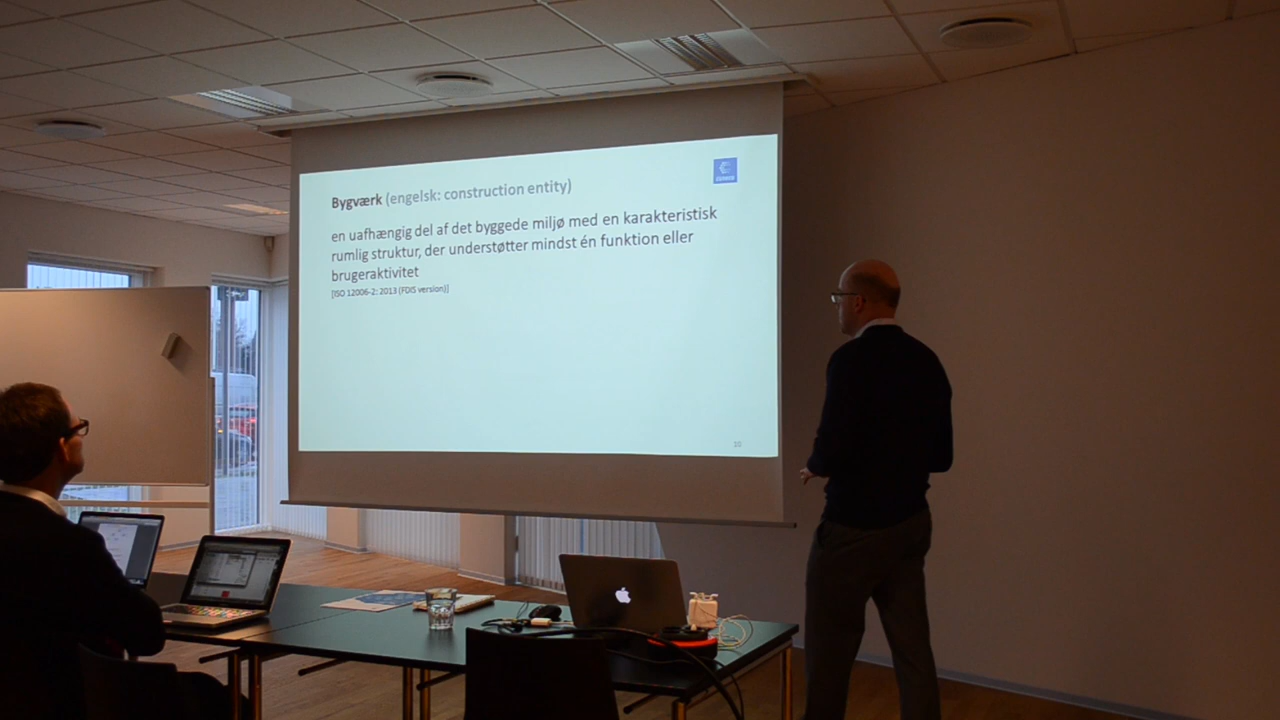 Bygværk (engelsk: construction entity)
en uafhængig del af det byggede miljø med en karakteristisk
rumlig struktur, der understøtter mindst én funktion eller
brugeraktivitet
[ISO 12006-2: 2013 (FDIS version)]
10